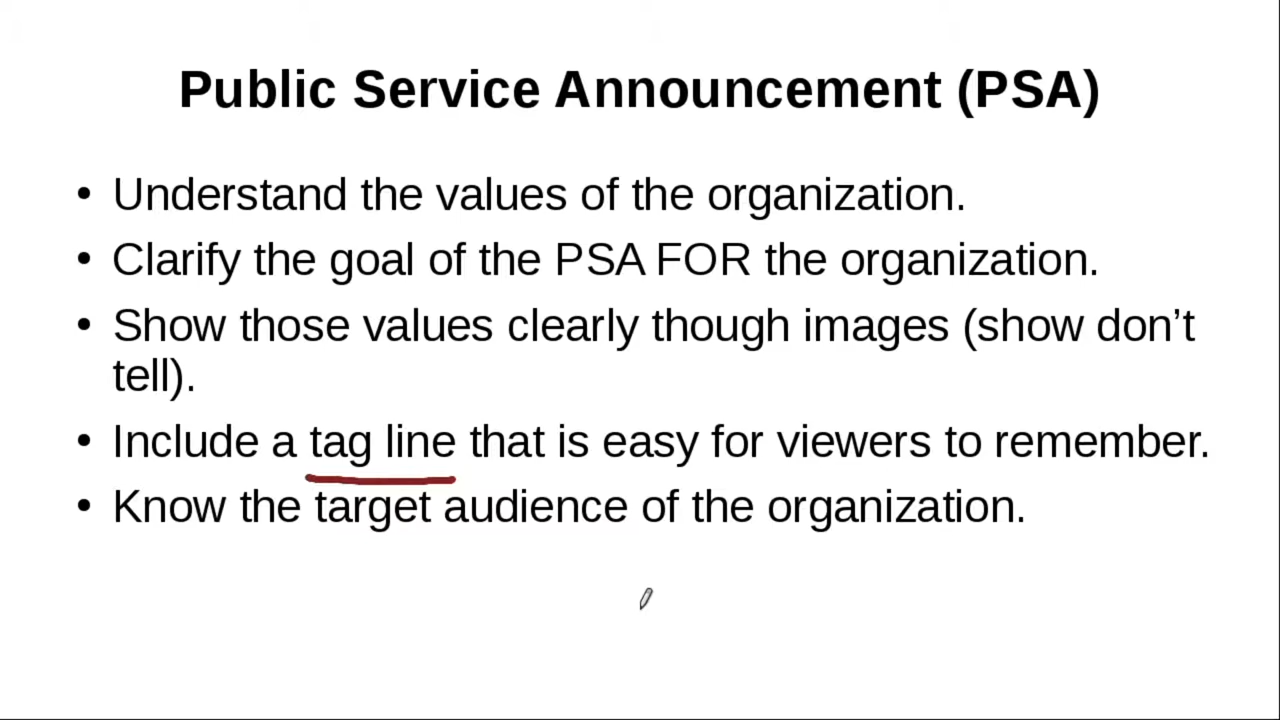 Public Service Announcement (PSA)
• Understand the values of the organization.
• Clarify the goal of the PSA FOR the organization.
• Show those values clearly though images (show don’t
tell).
• Include a tag line that is easy for viewers to remember.
• Know the target audience of the organization.